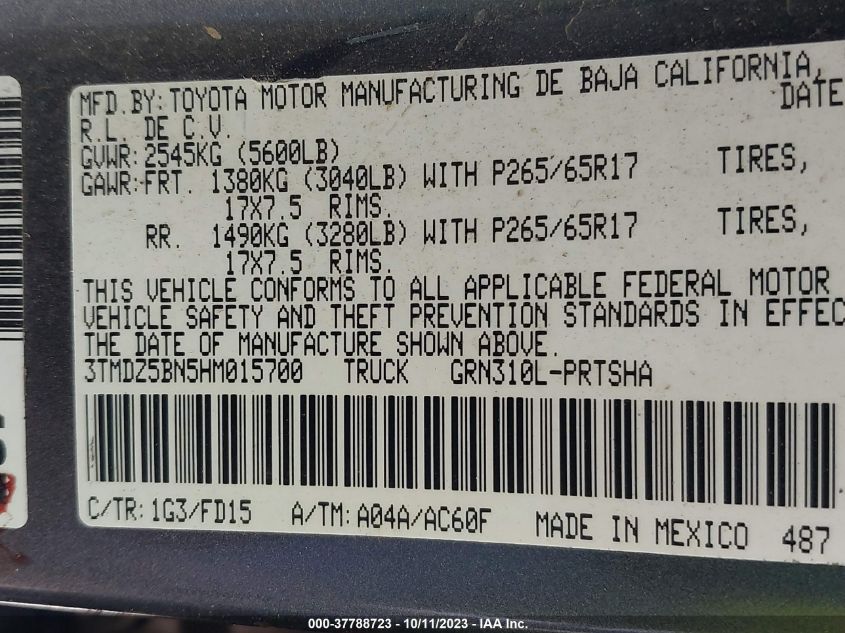 MFD.BY: TOYOTA MOTOR MANUFACTURING DE BAJA CALIFORNIA,
R.L. DE C.V. DATE
GVWR: 2545KG (5600LB)
GAWR: FRT. 1380KG (3040LB) WITH P265/65R17 TIRES,
17X7.5 RIMS.
RR. 1490KG (3280LB) WITH P265/65R17 TIRES,
17X7.5 RIMS.
THIS VEHICLE CONFORMS TO ALL APPLICABLE FEDERAL MOTOR
VEHICLE SAFETY AND THEFT PREVENTION STANDARDS IN EFFEC
THE DATE OF MANUFACTURE SHOWN ABOVE.
3TMDZ5BN5HM015700 TRUCK GRN310L-PRTSHA
C/TR: 1G3/FD15 A/TM: A04A/AC60F MADE IN MEXICO 487
000-37788723 - 10/11/2023 - IAA Inc.